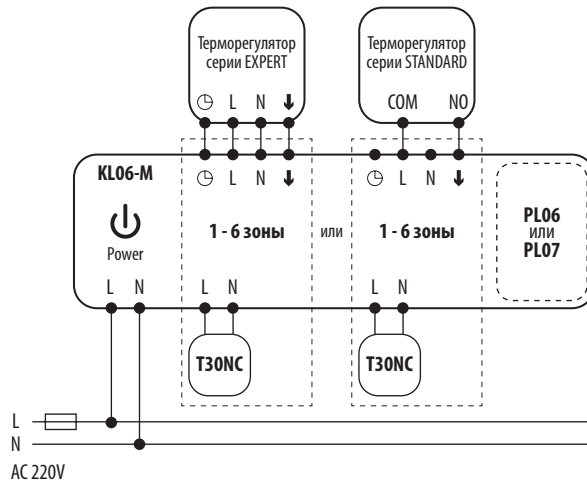 Терморегулятор
серии EXPERT
L N
Терморегулятор
серии STANDARD
COM NO
KL06-M
Power
L N
L N
1 - 6 зоны
L N
или
L N
1 - 6 зоны
L N
PL06
или
PL07
T30NC
T30NC
L
N
AC 220V